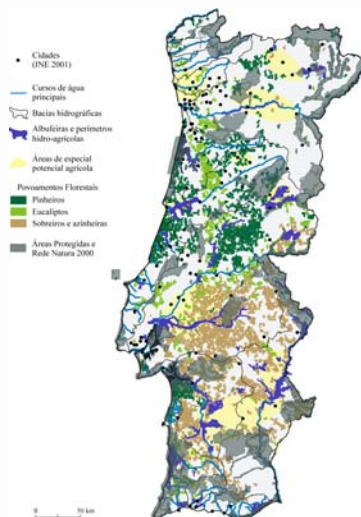 Cidades
(INE 2001)
Cursos de água
principais
Bacias hidrográficas
Albufeiras e perímetros
hidro-agrícolas
Áreas de especial
potencial agrícola
Povoamentos Florestais
Pinheiros
Eucaliptos
Sobreiros e azinheiras
Áreas Protegidas e
Rede Natura 2000
0 50 km